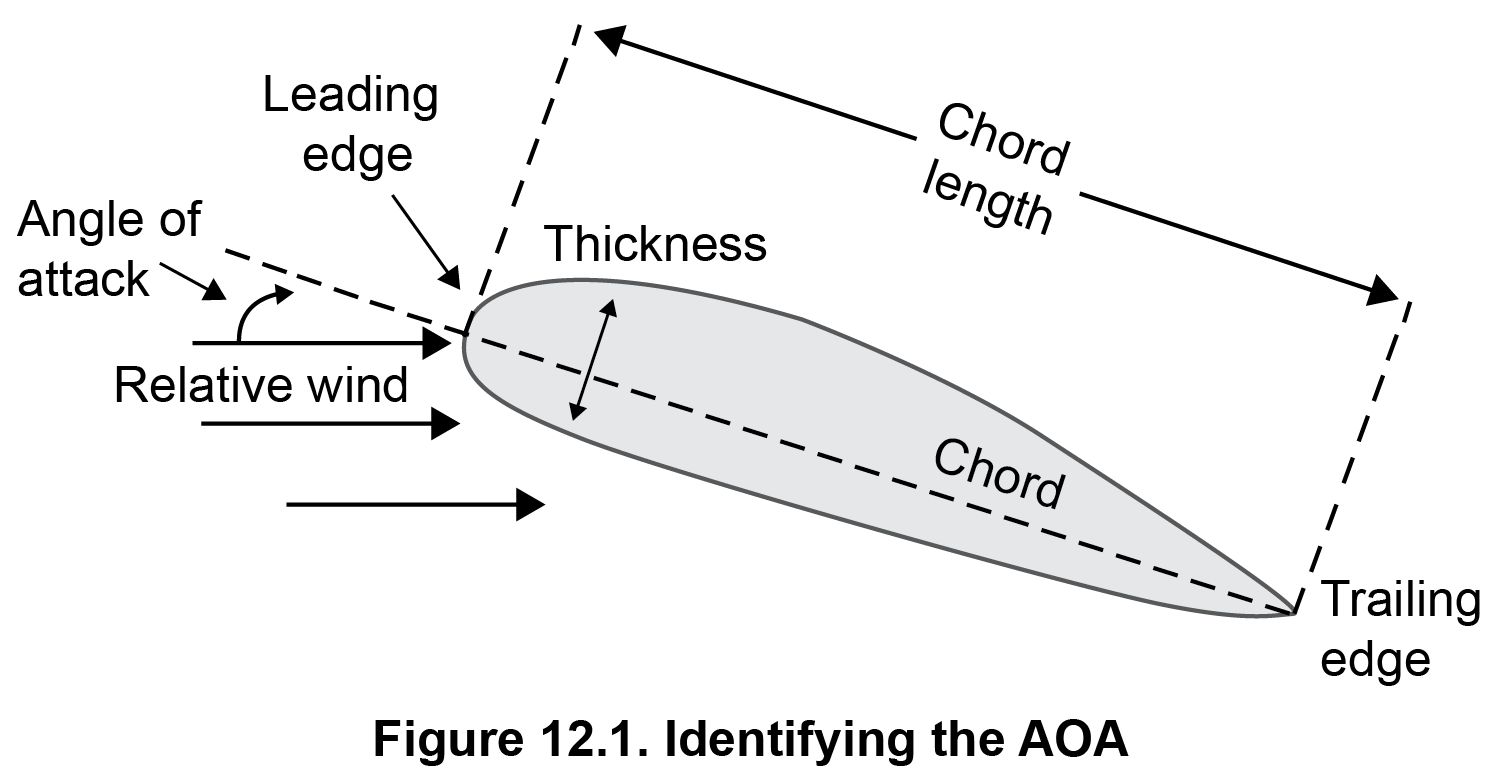 Leading
edge
Chord
length
Angle of
attack
Thickness
Relative wind
Chord
Trailing
edge
Figure 12.1. Identifying the AOA